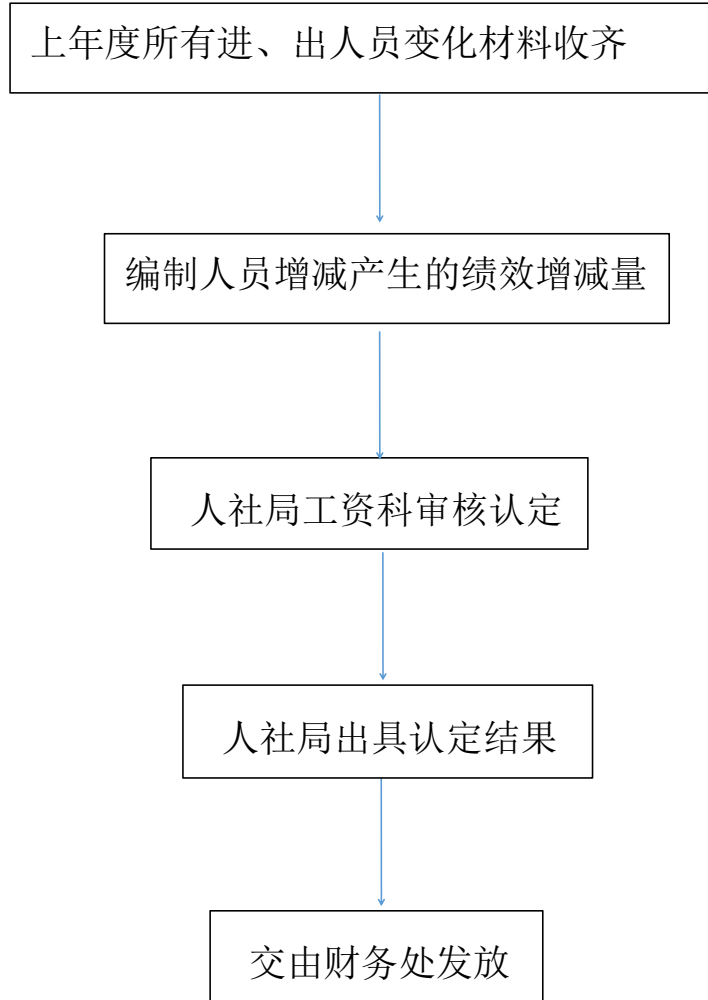 上年度所有进、出人员变化材料收齐
编制人员增减产生的绩效增减量
人社局工资科审核认定
人社局出具认定结果
交由财务处发放